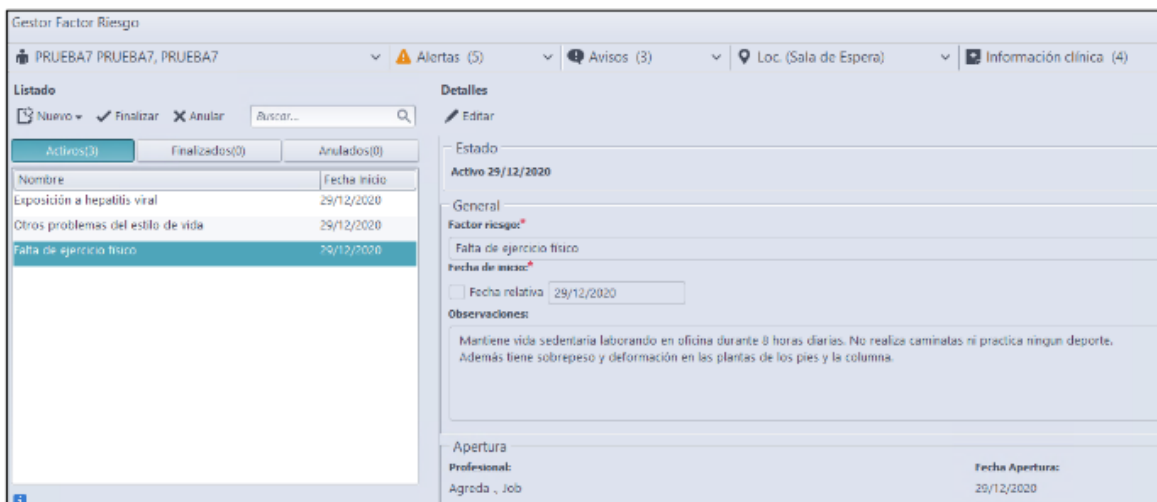 Gestor Factor Riesgo
PRUEBA7 PRUEBA7, PRUEBA7
Alertas (5)
Avisos (3)
Loc. (Sala de Espera)
Información clínica (4)
Listado
Nuevo
Finalizar
Anular
Buscar...
Activos(3)
Finalizados(0)
Anulados(0)
Nombre
Fecha Inicio
Exposición a hepatitis viral
29/12/2020
Otros problemas del estilo de vida
29/12/2020
Falta de ejercicio físico
29/12/2020
Detalles
Editar
Estado
Activo 29/12/2020
General
Factor riesgo:*
Falta de ejercicio físico
Fecha de inicio:*
Fecha relativa 29/12/2020
Observaciones:
Mantiene vida sedentaria laborando en oficina durante 8 horas diarias. No realiza caminatas ni practica ningun deporte.
Además tiene sobrepeso y deformación en las plantas de los pies y la columna.
Apertura
Profesional:
Fecha Apertura:
Agreda , Job
29/12/2020